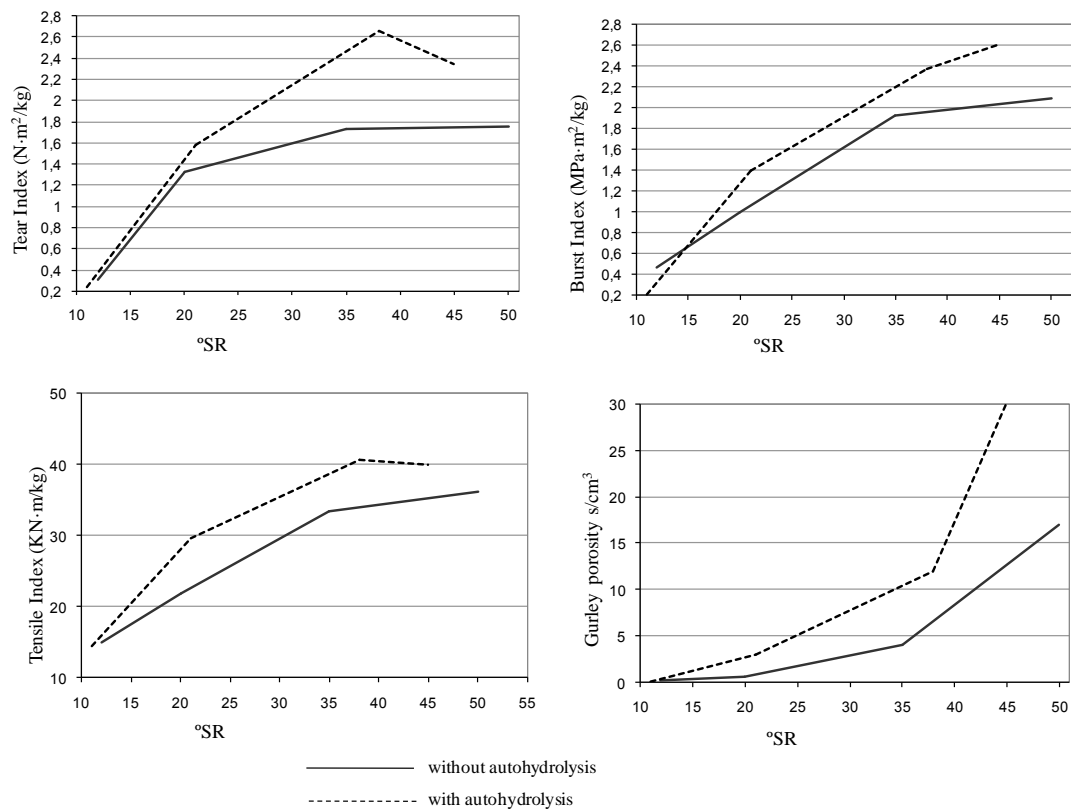 Tear Index (N·m²/kg)
2,8
2,6
2,4
2,2
2
1,8
1,6
1,4
1,2
1
0,8
0,6
0,4
0,2
10 15 20 25 30 35 40 45 50
ºSR
Burst Index (MPa·m²/kg)
2,8
2,6
2,4
2,2
2
1,8
1,6
1,4
1,2
1
0,8
0,6
0,4
0,2
10 15 20 25 30 35 40 45 50
ºSR
Tensile Index (KN·m/kg)
50
40
30
20
10
10 15 20 25 30 35 40 45 50 55
ºSR
Gurley porosity s/cm³
30
25
20
15
10
5
0
10 15 20 25 30 35 40 45 50
ºSR
without autohydrolysis
with autohydrolysis